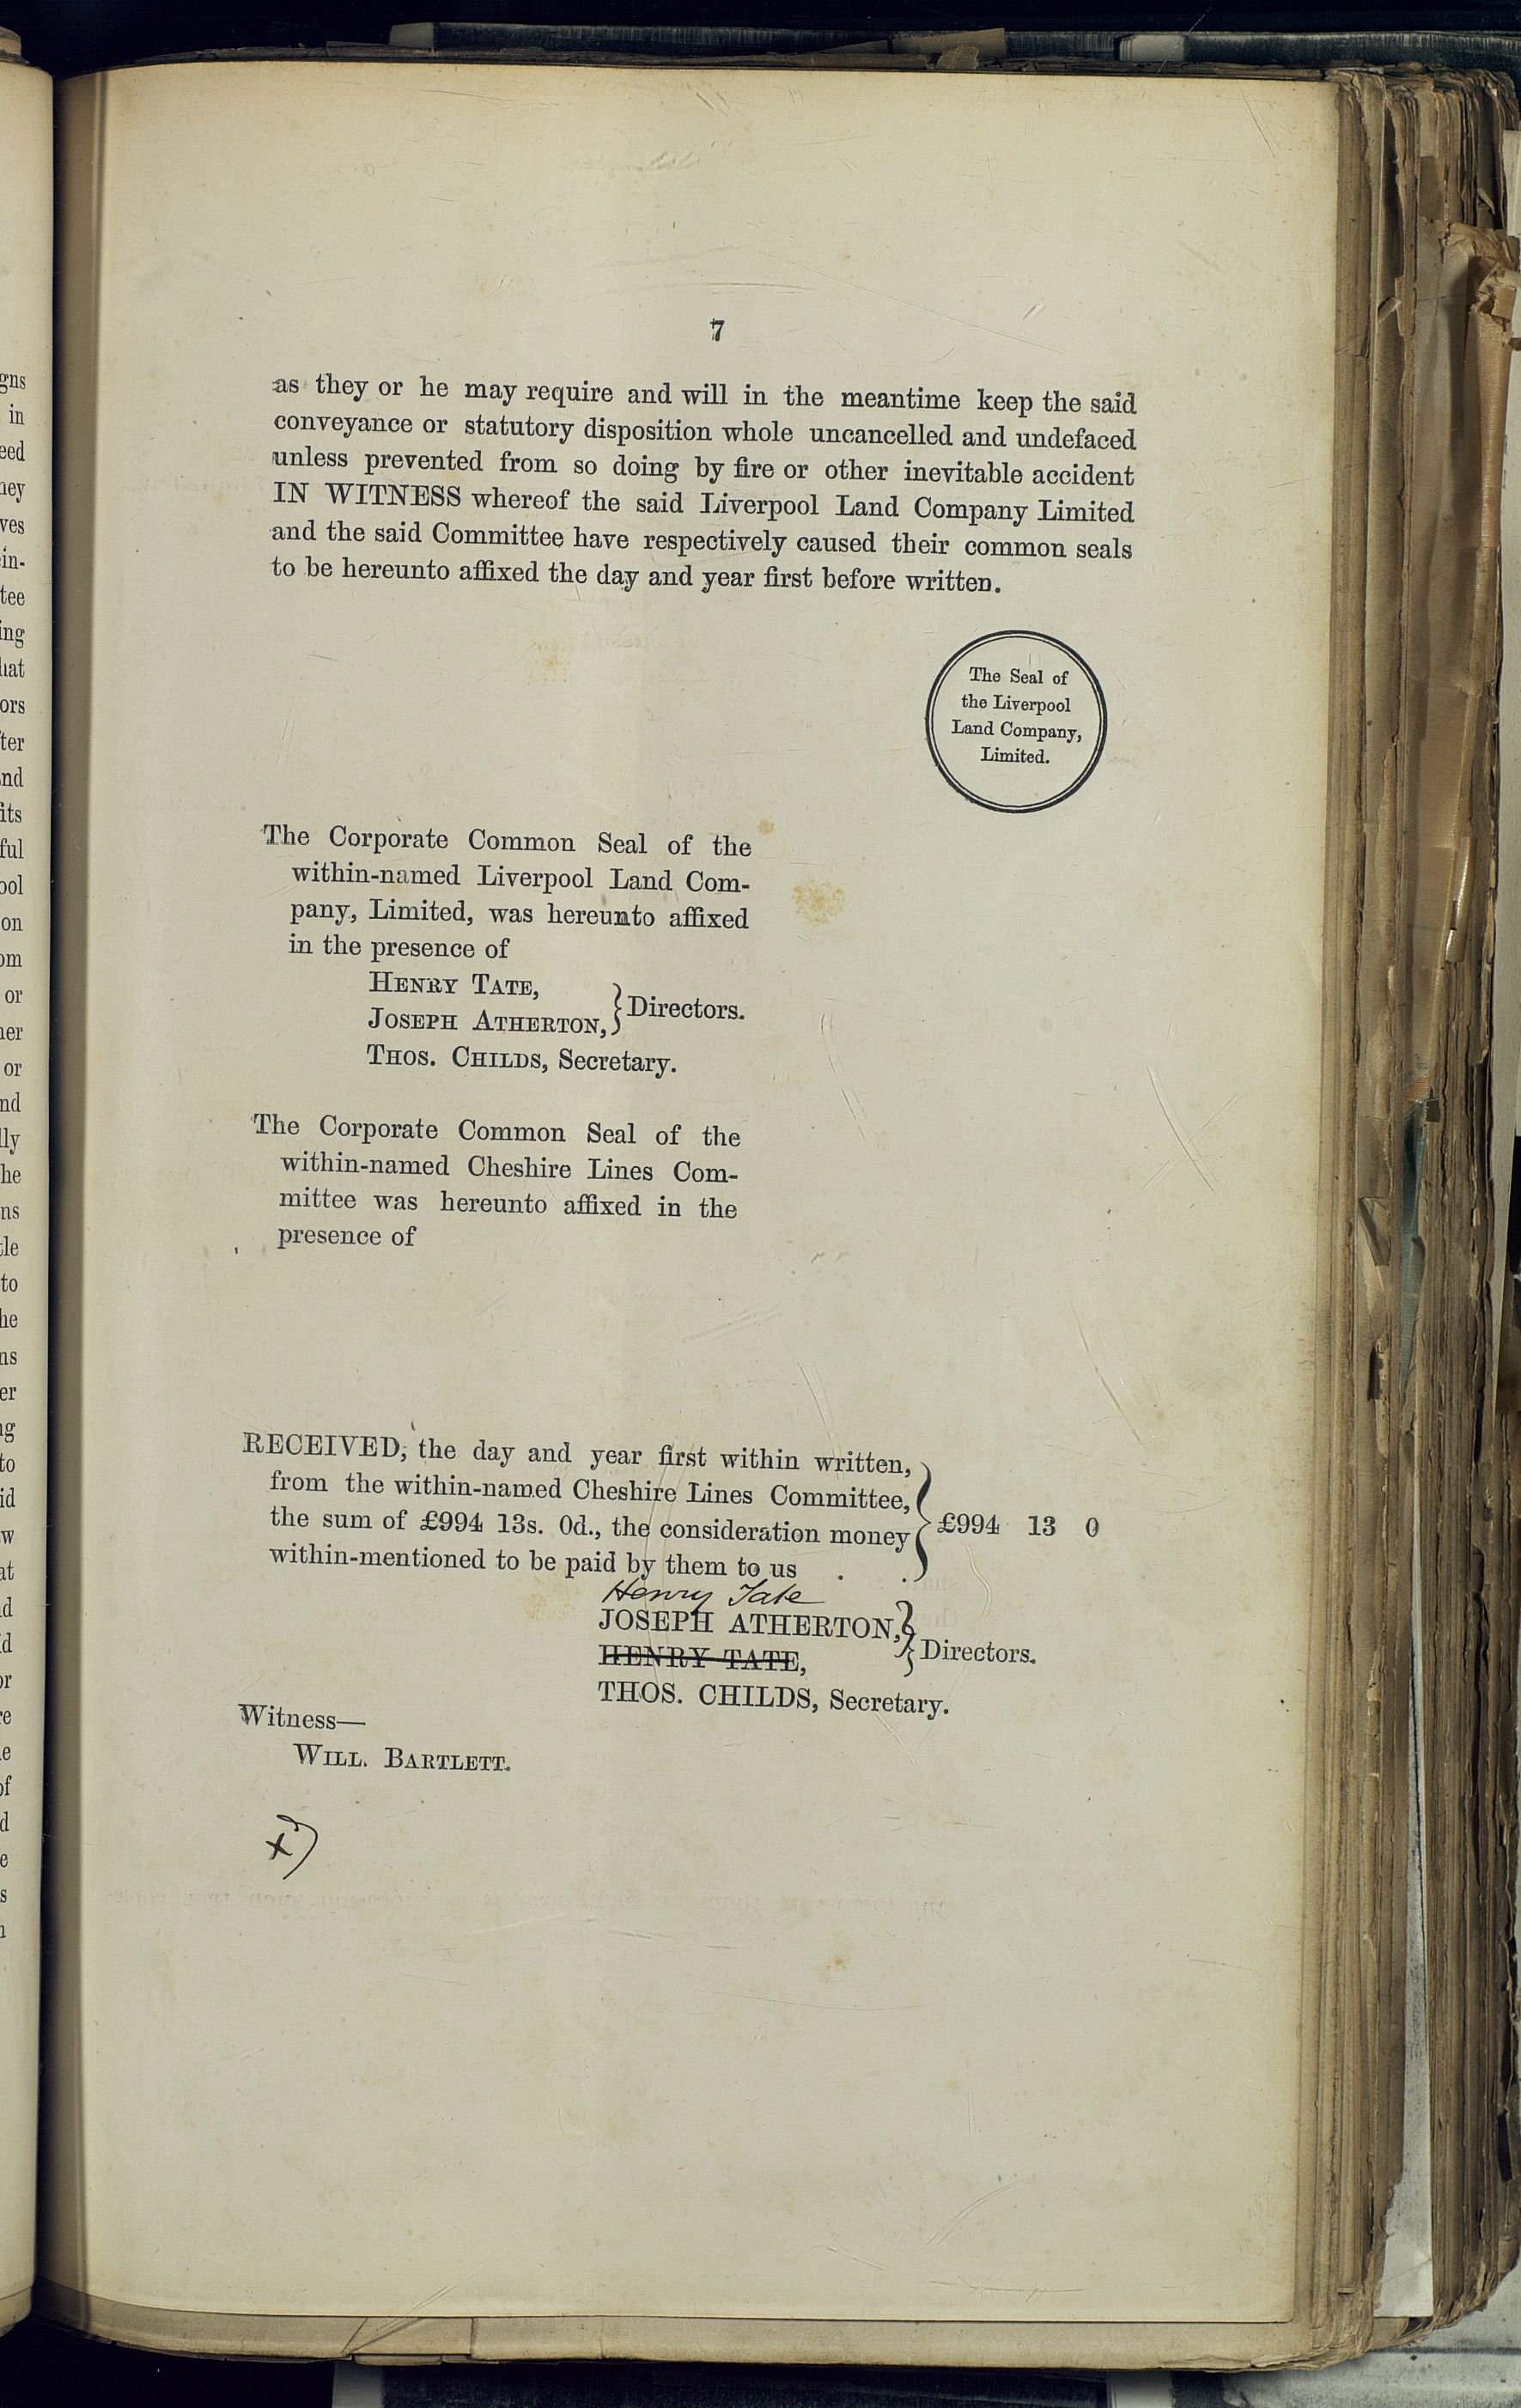 7
as they or he may require and will in the meantime keep the said
conveyance or statutory disposition whole uncancelled and undefaced
unless prevented from so doing by fire or other inevitable accident
IN WITNESS whereof the said Liverpool Land Company Limited
and the said Committee have respectively caused their common seals
to be hereunto affixed the day and year first before written.
The Seal of
the Liverpool
Land Company,
Limited.
The Corporate Common Seal of the
within-named Liverpool Land Com-
pany, Limited, was hereunto affixed
in the presence of
HENRY TATE,
JOSEPH ATHERTON, } Directors.
THOS. CHILDS, Secretary.
The Corporate Common Seal of the
within-named Cheshire Lines Com-
mittee was hereunto affixed in the
presence of
RECEIVED, the day and year first within written,
from the within-named Cheshire Lines Committee,
the sum of £994 13s. 0d., the consideration money } £994 13 0
within-mentioned to be paid by them to us . .
Henry Tate
JOSEPH ATHERTON,
HENRY TATE, } Directors.
THOS. CHILDS, Secretary.
Witness—
WILL. BARTLETT.